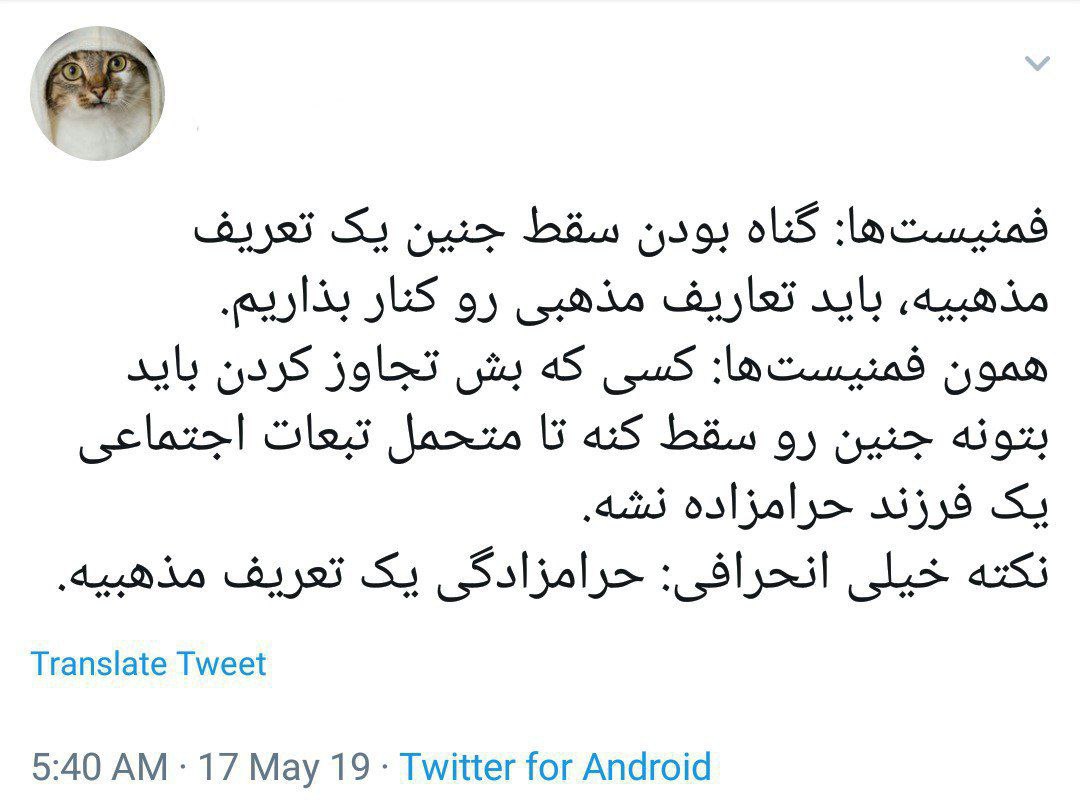 فمنیست‌ها: گناه بودن سقط جنین یک تعریف
مذهبیه، باید تعاریف مذهبی رو کنار بذاریم.
همون فمنیست‌ها: کسی که بش تجاوز کردن باید
بتونه جنین رو سقط کنه تا متحمل تبعات اجتماعی
یک فرزند حرامزاده نشه.
نکته خیلی انحرافی: حرامزادگی یک تعریف مذهبیه.
Translate Tweet
5:40 AM · 17 May 19 · Twitter for Android